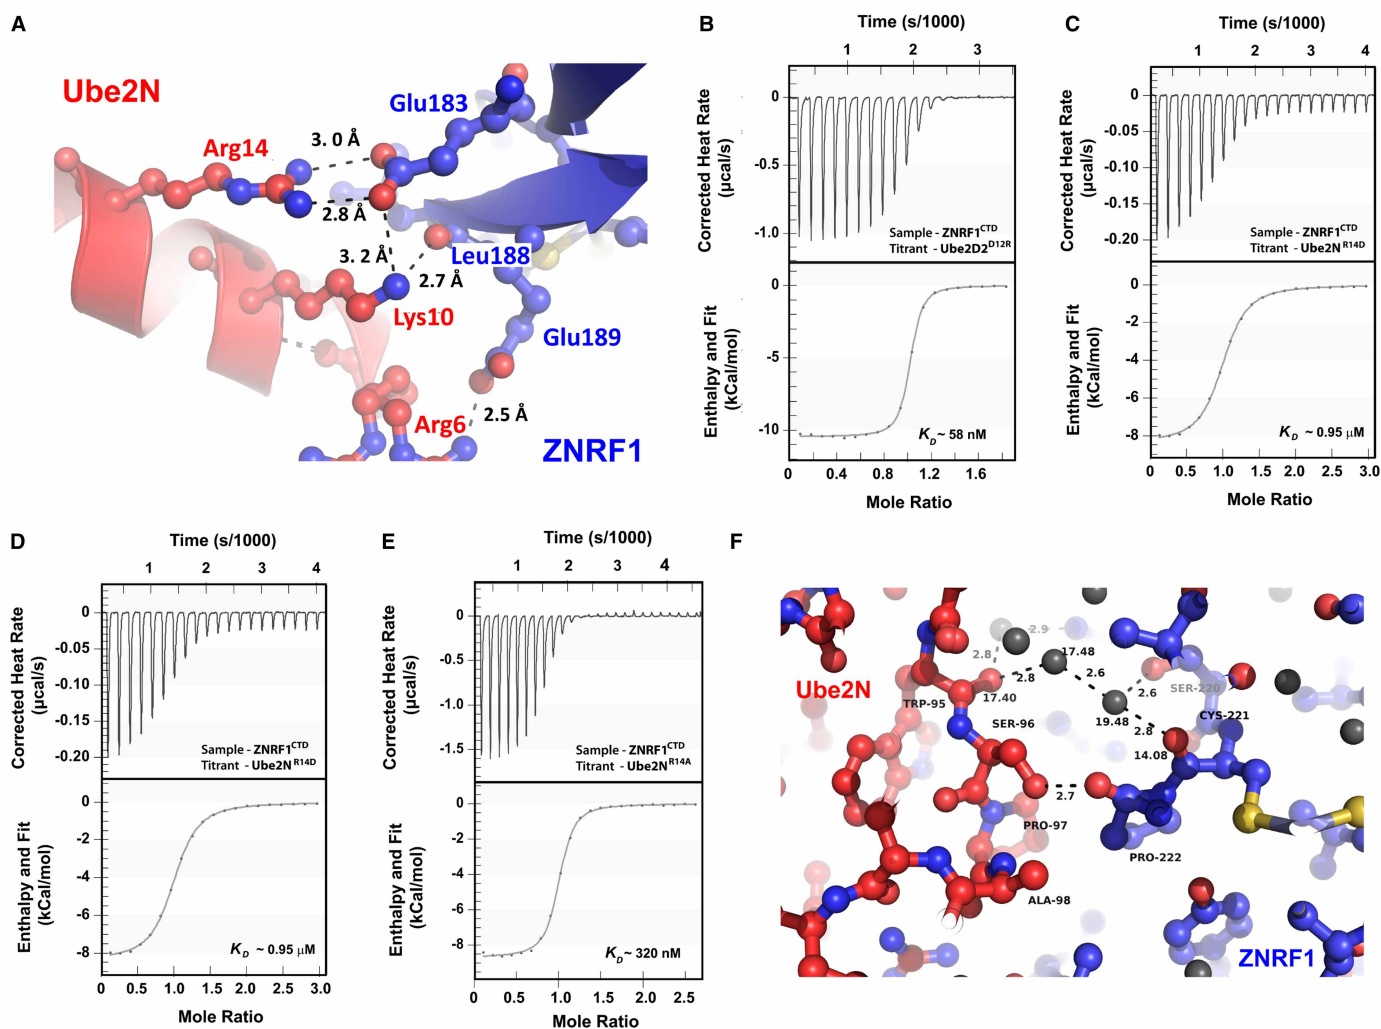 A
Ube2N
Arg14
3. 0 Å
Glu183
2.8 Å
3. 2 Å
Leu188
2.7 Å
Lys10
Glu189
Arg6
2.5 Å
ZNRF1
B
Time (s/1000)
1 2 3
Corrected Heat Rate
(µcal/s)
0
-0.5
-1.0
Sample - ZNRF1CTD
Titrant - Ube2D2D12R
Enthalpy and Fit
(kCal/mol)
0
-5
-10
KD~ 58 nM
0 0.4 0.8 1.2 1.6
Mole Ratio
C
Time (s/1000)
1 2 3 4
Corrected Heat Rate
(µcal/s)
0
-0.05
-0.10
-0.15
-0.20
Sample - ZNRF1CTD
Titrant - Ube2NR14D
Enthalpy and Fit
(kCal/mol)
0
-2
-4
-6
-8
KD ~ 0.95 µM
0 0.5 1.0 1.5 2.0 2.5 3.0
Mole Ratio
D
Time (s/1000)
1 2 3 4
Corrected Heat Rate
(µcal/s)
0
-0.05
-0.10
-0.15
-0.20
Sample - ZNRF1CTD
Titrant - Ube2NR14D
Enthalpy and Fit
(kCal/mol)
0
-2
-4
-6
-8
KD ~ 0.95 µM
0 0.5 1.0 1.5 2.0 2.5 3.0
Mole Ratio
E
Time (s/1000)
1 2 3 4
Corrected Heat Rate
(µcal/s)
0
-0.5
-1.0
-1.5
Sample - ZNRF1CTD
Titrant - Ube2NR14A
Enthalpy and Fit
(kCal/mol)
0
-2
-4
-6
-8
KD~ 320 nM
0 0.5 1.0 1.5 2.0 2.5
Mole Ratio
F
Ube2N
2.9
2.8
17.48
2.8
2.6
TRP-95
17.40
2.6
SER-220
SER-96
19.48
CYS-221
2.8
14.08
2.7
PRO-97
PRO-222
ALA-98
ZNRF1